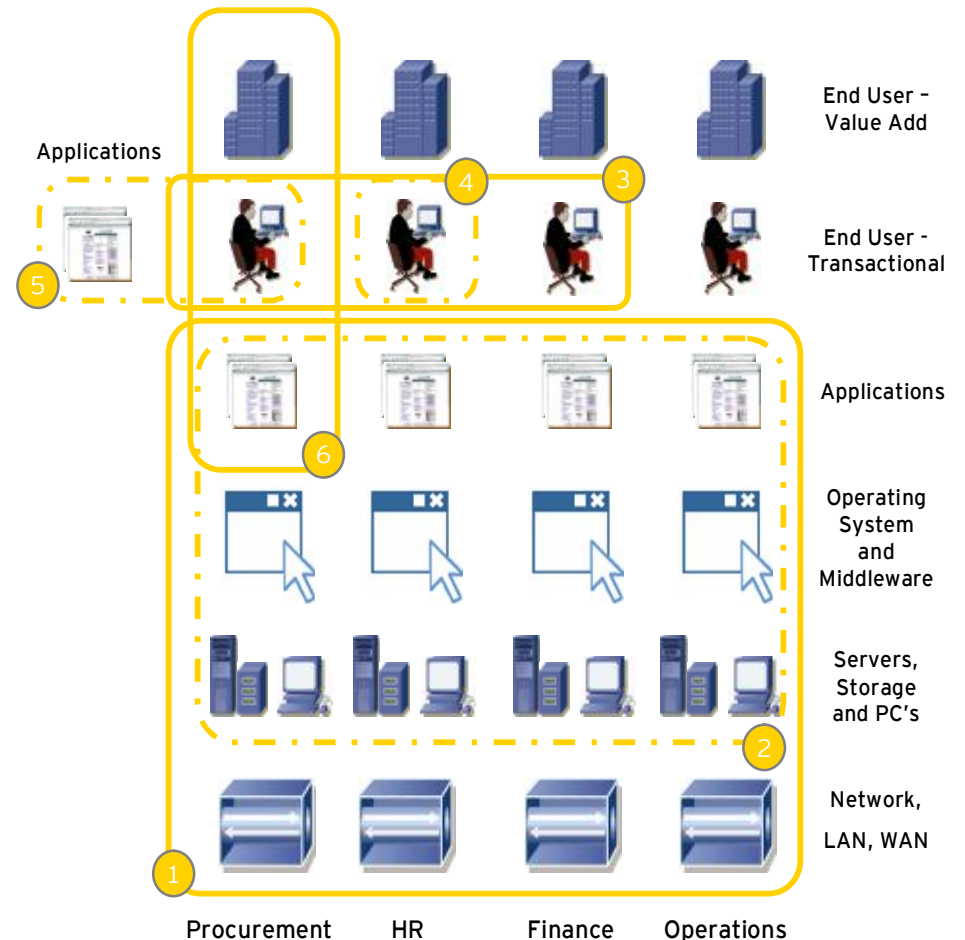 End User –
Value Add
Applications
4
3
End User -
Transactional
5
Applications
6
Operating
System
and
Middleware
Servers,
Storage
and PC's
2
Network,
LAN, WAN
1
Procurement
HR
Finance
Operations